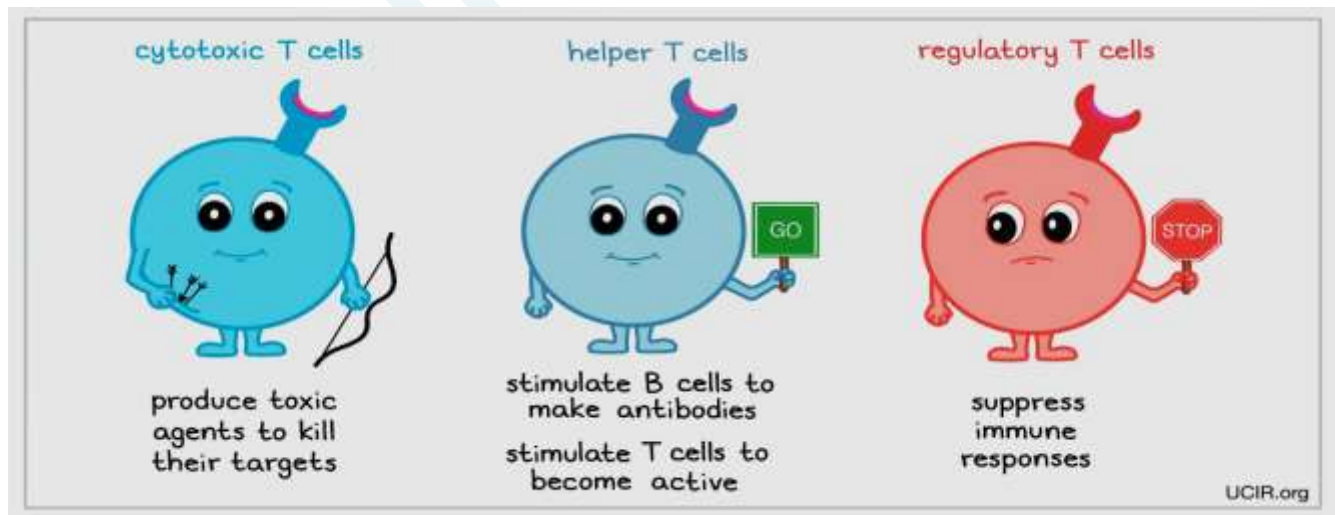 cytotoxic T cells
helper T cells
regulatory T cells
GO
STOP
produce toxic
agents to kill
their targets
stimulate B cells to
make antibodies
stimulate T cells to
become active
suppress
immune
responses
UCIR.org